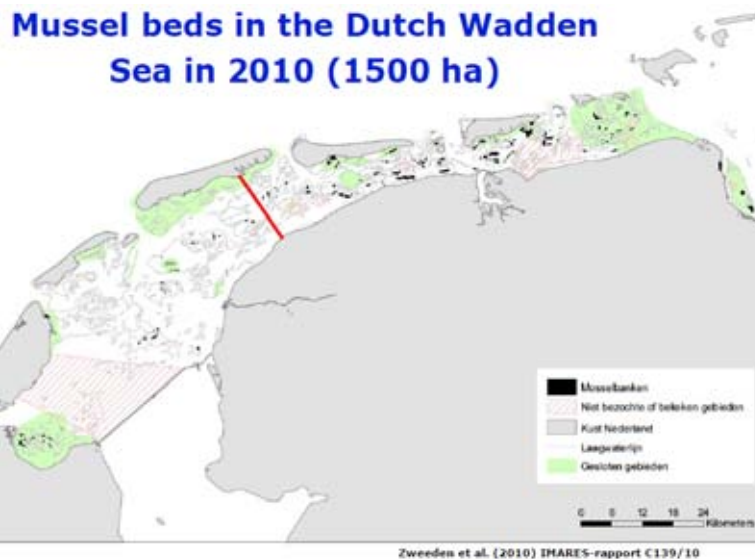 Mussel beds in the Dutch Wadden
Sea in 2010 (1500 ha)
Mosselbanken
Niet bezochte of bekeken gebieden
Kust Nederland
Laagwaterlijn
Gesloten gebieden
0 6 12 18 24
Kilometers
Zweeden et al. (2010) IMARES-rapport C139/10